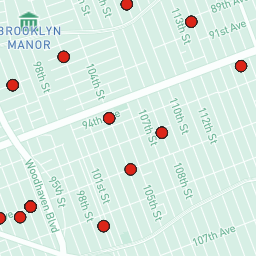 89th Ave
113th St
91st Ave
BROOKLYN
MANOR
98th St
104th St
94th Ave
107th St
110th St
112th St
Woodhaven Blvd
95th St
98th St
101st St
105th St
108th St
107th Ave